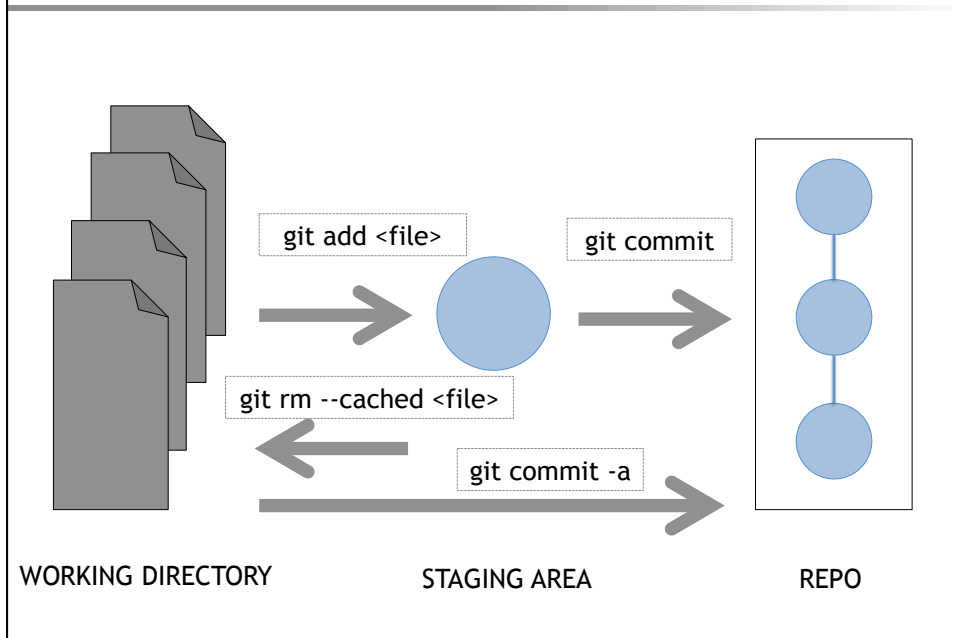 git add <file>
git commit
git rm --cached <file>
git commit -a
WORKING DIRECTORY
STAGING AREA
REPO